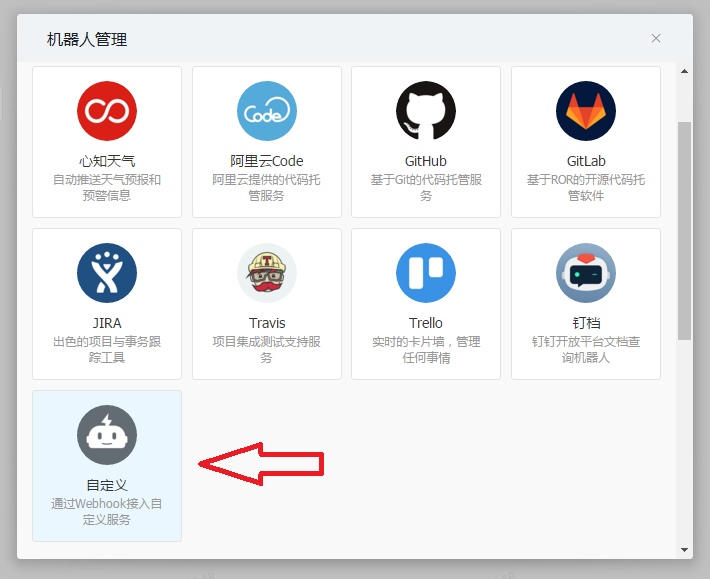 机器人管理
心知天气
自动推送天气预报和
预警信息
Code
阿里云Code
阿里云提供的代码托
管服务
GitHub
基于Git的代码托管服
务
GitLab
基于ROR的开源代码托
管软件
JIRA
出色的项目与事务跟
踪工具
T
Travis
项目集成测试支持服
务
Trello
实时的卡片墙，管理
任何事情
钉档
钉钉开放平台文档查
询机器人
自定义
通过Webhook接入自
定义服务